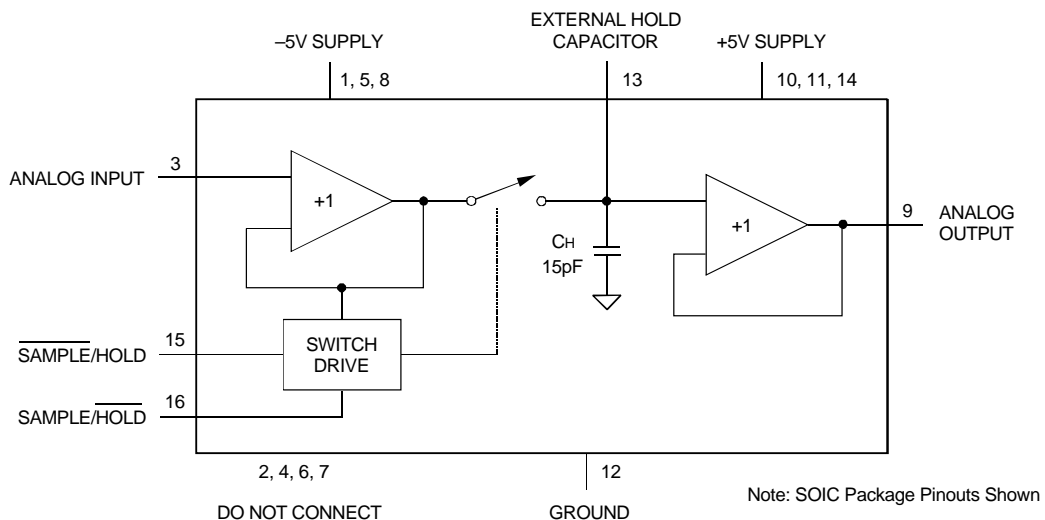 EXTERNAL HOLD
CAPACITOR
–5V SUPPLY
+5V SUPPLY
1, 5, 8
13
10, 11, 14
3
ANALOG INPUT
+1
+1
9
ANALOG
OUTPUT
CH
15pF
15
SAMPLE/HOLD
SWITCH
DRIVE
16
SAMPLE/HOLD
2, 4, 6, 7
12
DO NOT CONNECT
GROUND
Note: SOIC Package Pinouts Shown